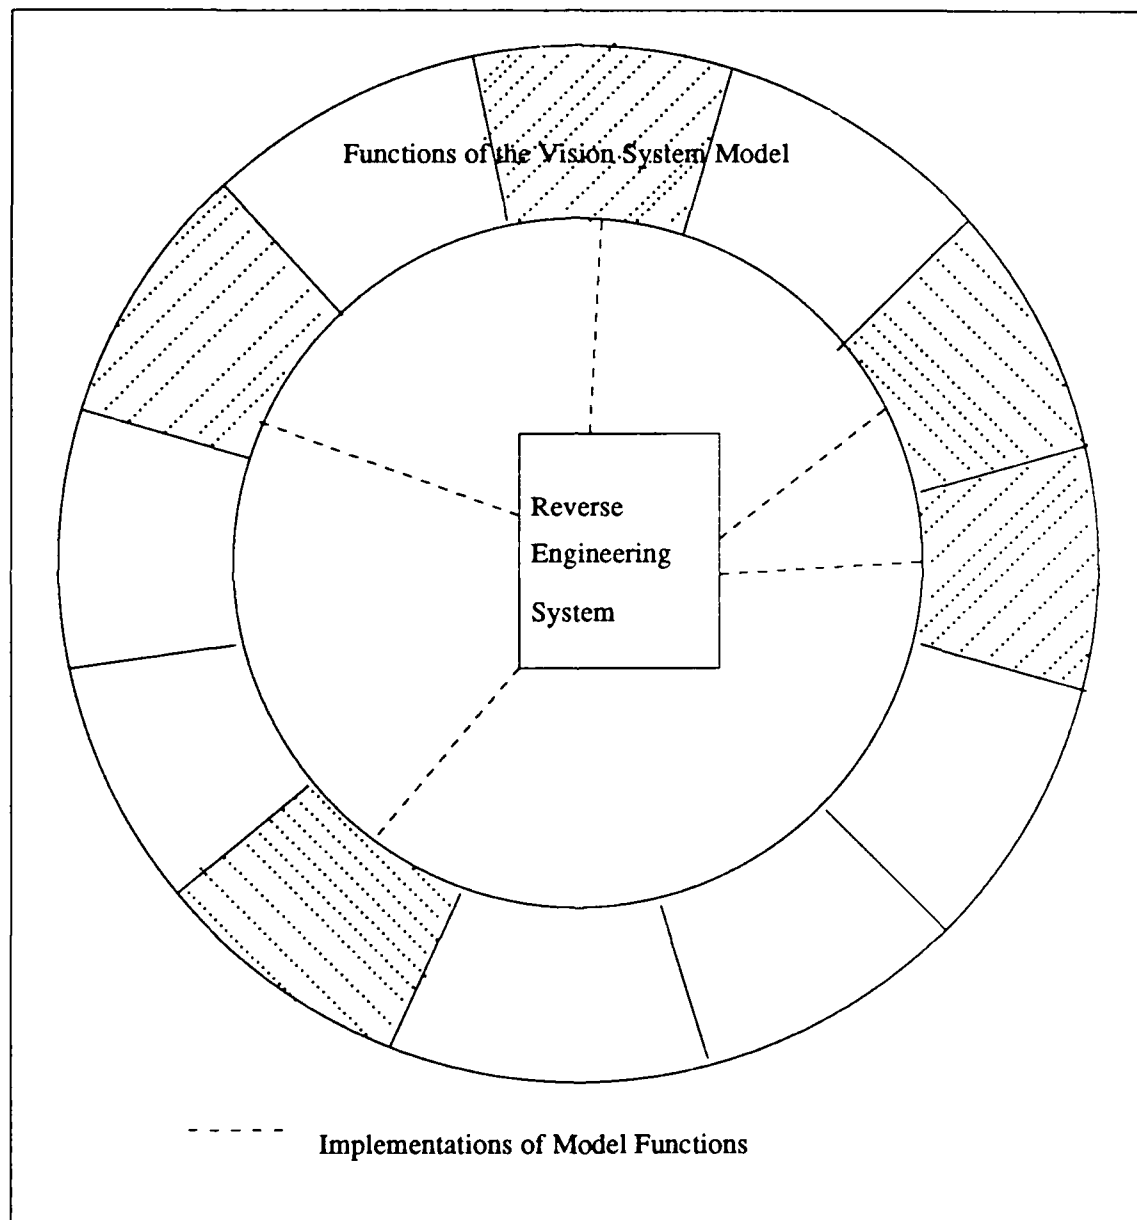 Functions of the Vision System Model
Reverse
Engineering
System
Implementations of Model Functions